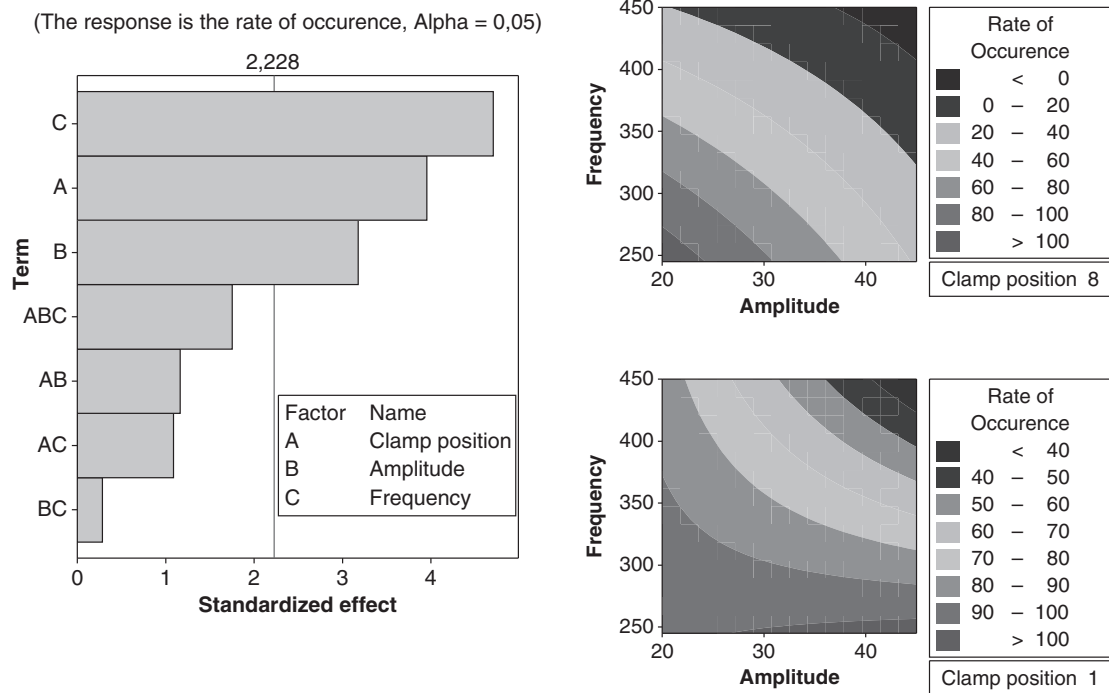 (The response is the rate of occurence, Alpha = 0,05)
2,228
Term
C
A
B
ABC
AB
AC
BC
Factor Name
A Clamp position
B Amplitude
C Frequency
0 1 2 3 4
Standardized effect
Frequency
450
400
350
300
250
20 30 40
Amplitude
Rate of
Occurence
< 0
0 – 20
20 – 40
40 – 60
60 – 80
80 – 100
> 100
Clamp position 8
Frequency
450
400
350
300
250
20 30 40
Amplitude
Rate of
Occurence
< 40
40 – 50
50 – 60
60 – 70
70 – 80
80 – 90
90 – 100
> 100
Clamp position 1